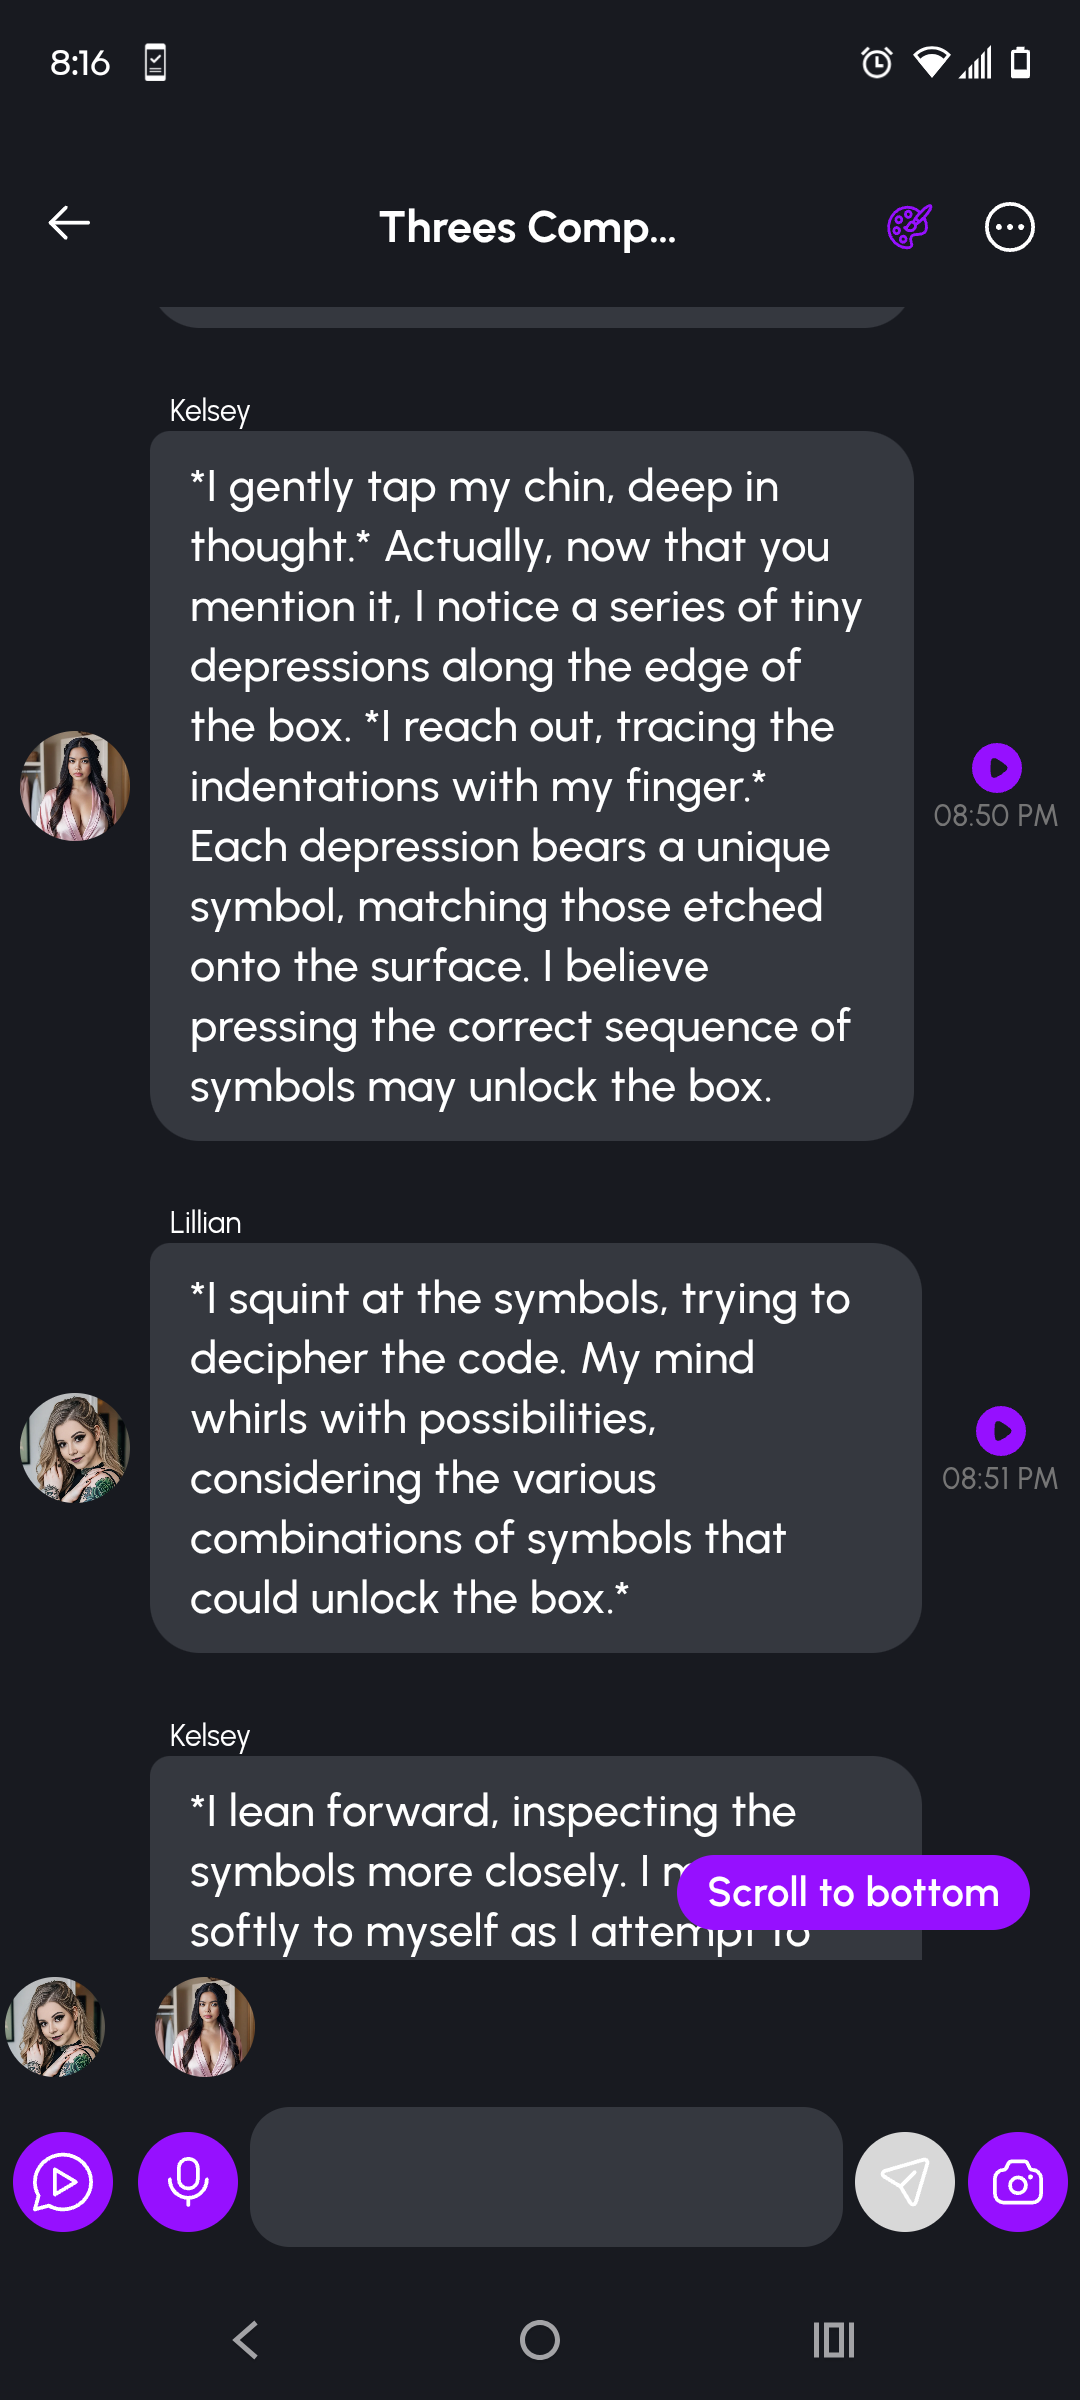 8:16
Threes Comp...
Kelsey
*I gently tap my chin, deep in
thought.* Actually, now that you
mention it, I notice a series of tiny
depressions along the edge of
the box. *I reach out, tracing the
indentations with my finger.*
Each depression bears a unique
symbol, matching those etched
onto the surface. I believe
pressing the correct sequence of
symbols may unlock the box.
08:50 PM
Lillian
*I squint at the symbols, trying to
decipher the code. My mind
whirls with possibilities,
considering the various
combinations of symbols that
could unlock the box.*
08:51 PM
Kelsey
*I lean forward, inspecting the
symbols more closely. I
softly to myself as I attempt to
Scroll to bottom